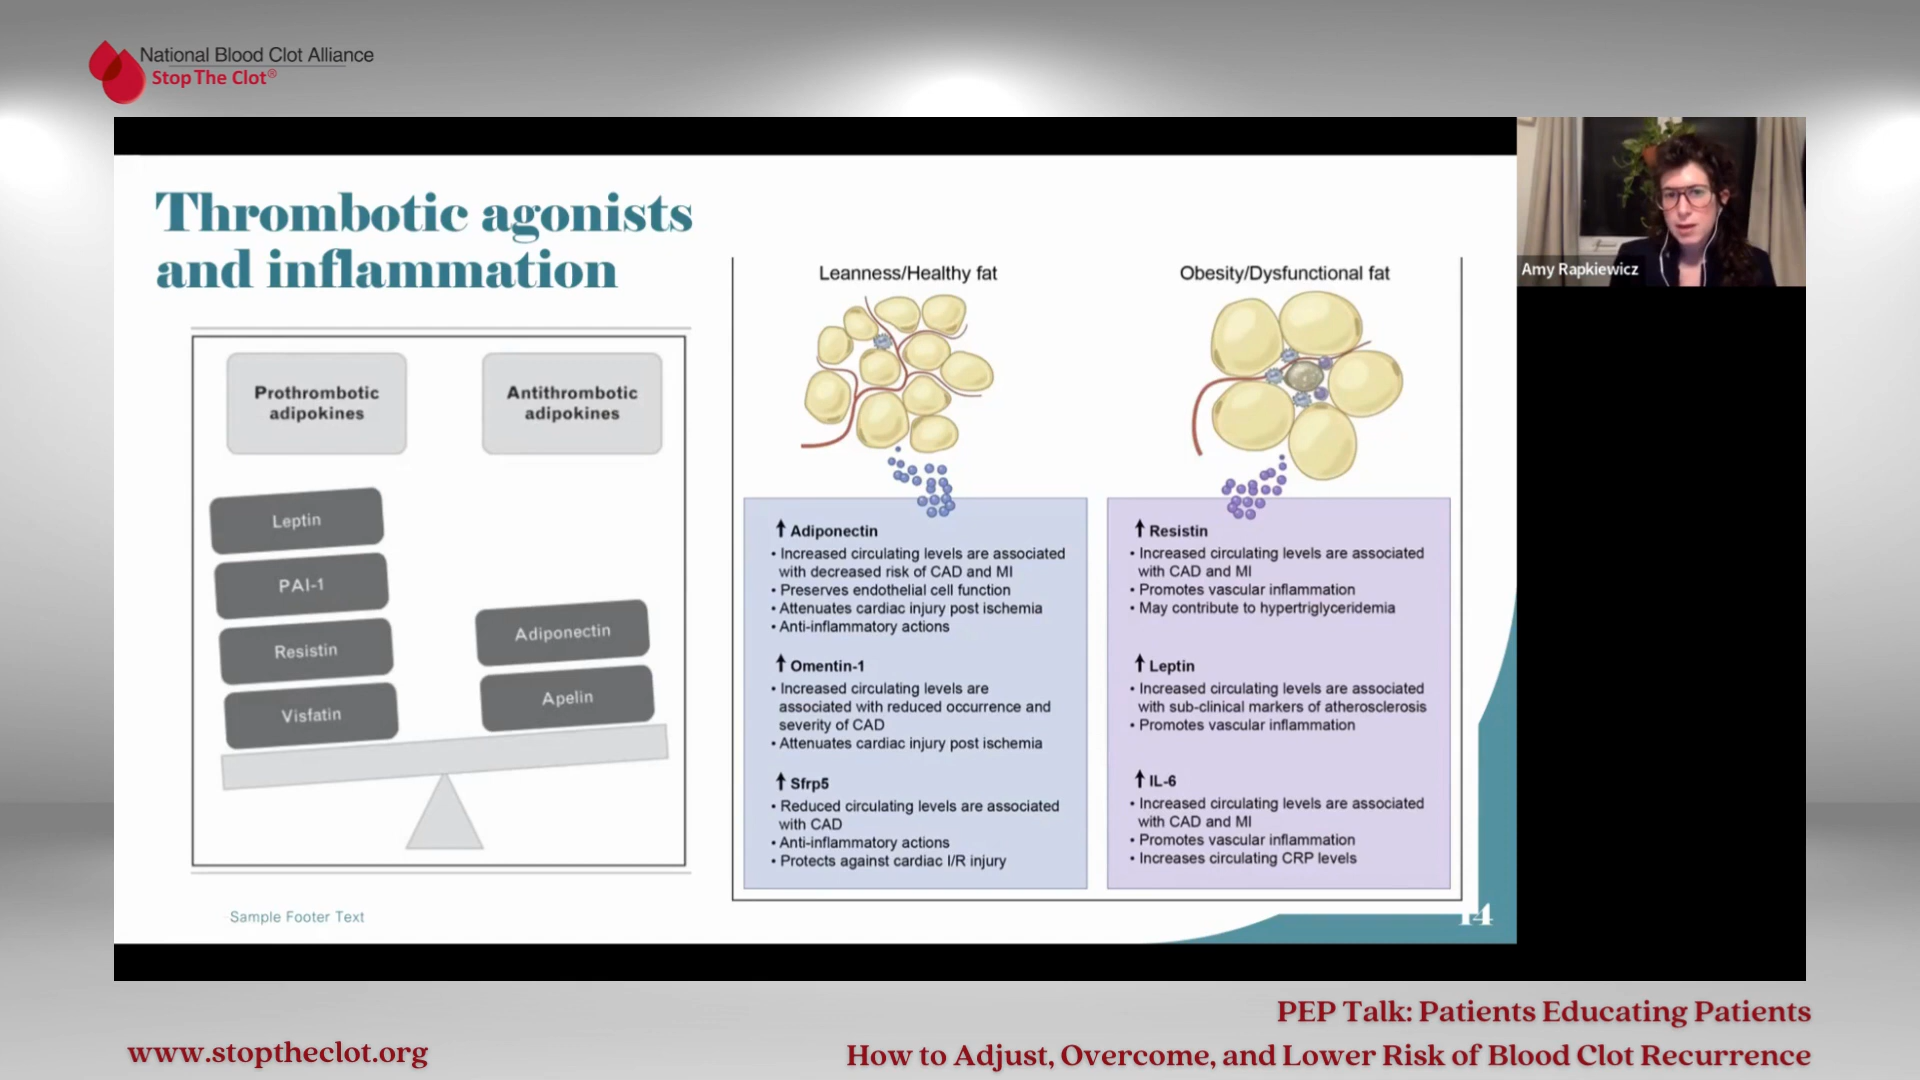 National Blood Clot Alliance
Stop The Clot®
Thrombotic agonists
and inflammation
Prothrombotic
adipokines
Antithrombotic
adipokines
Leptin
PAI-1
Resistin
Visfatin
Adiponectin
Apelin
Sample Footer Text
Leanness/Healthy fat
↑ Adiponectin
• Increased circulating levels are associated
with decreased risk of CAD and MI
• Preserves endothelial cell function
• Attenuates cardiac injury post ischemia
• Anti-inflammatory actions
↑ Omentin-1
• Increased circulating levels are
associated with reduced occurrence and
severity of CAD
• Attenuates cardiac injury post ischemia
↑ Sfrp5
• Reduced circulating levels are associated
with CAD
• Anti-inflammatory actions
• Protects against cardiac I/R injury
Obesity/Dysfunctional fat
↑ Resistin
• Increased circulating levels are associated
with CAD and MI
• Promotes vascular inflammation
• May contribute to hypertriglyceridemia
↑ Leptin
• Increased circulating levels are associated
with sub-clinical markers of atherosclerosis
• Promotes vascular inflammation
↑ IL-6
• Increased circulating levels are associated
with CAD and MI
• Promotes vascular inflammation
• Increases circulating CRP levels
14
Amy Rapkiewicz
www.stoptheclot.org
PEP Talk: Patients Educating Patients
How to Adjust, Overcome, and Lower Risk of Blood Clot Recurrence